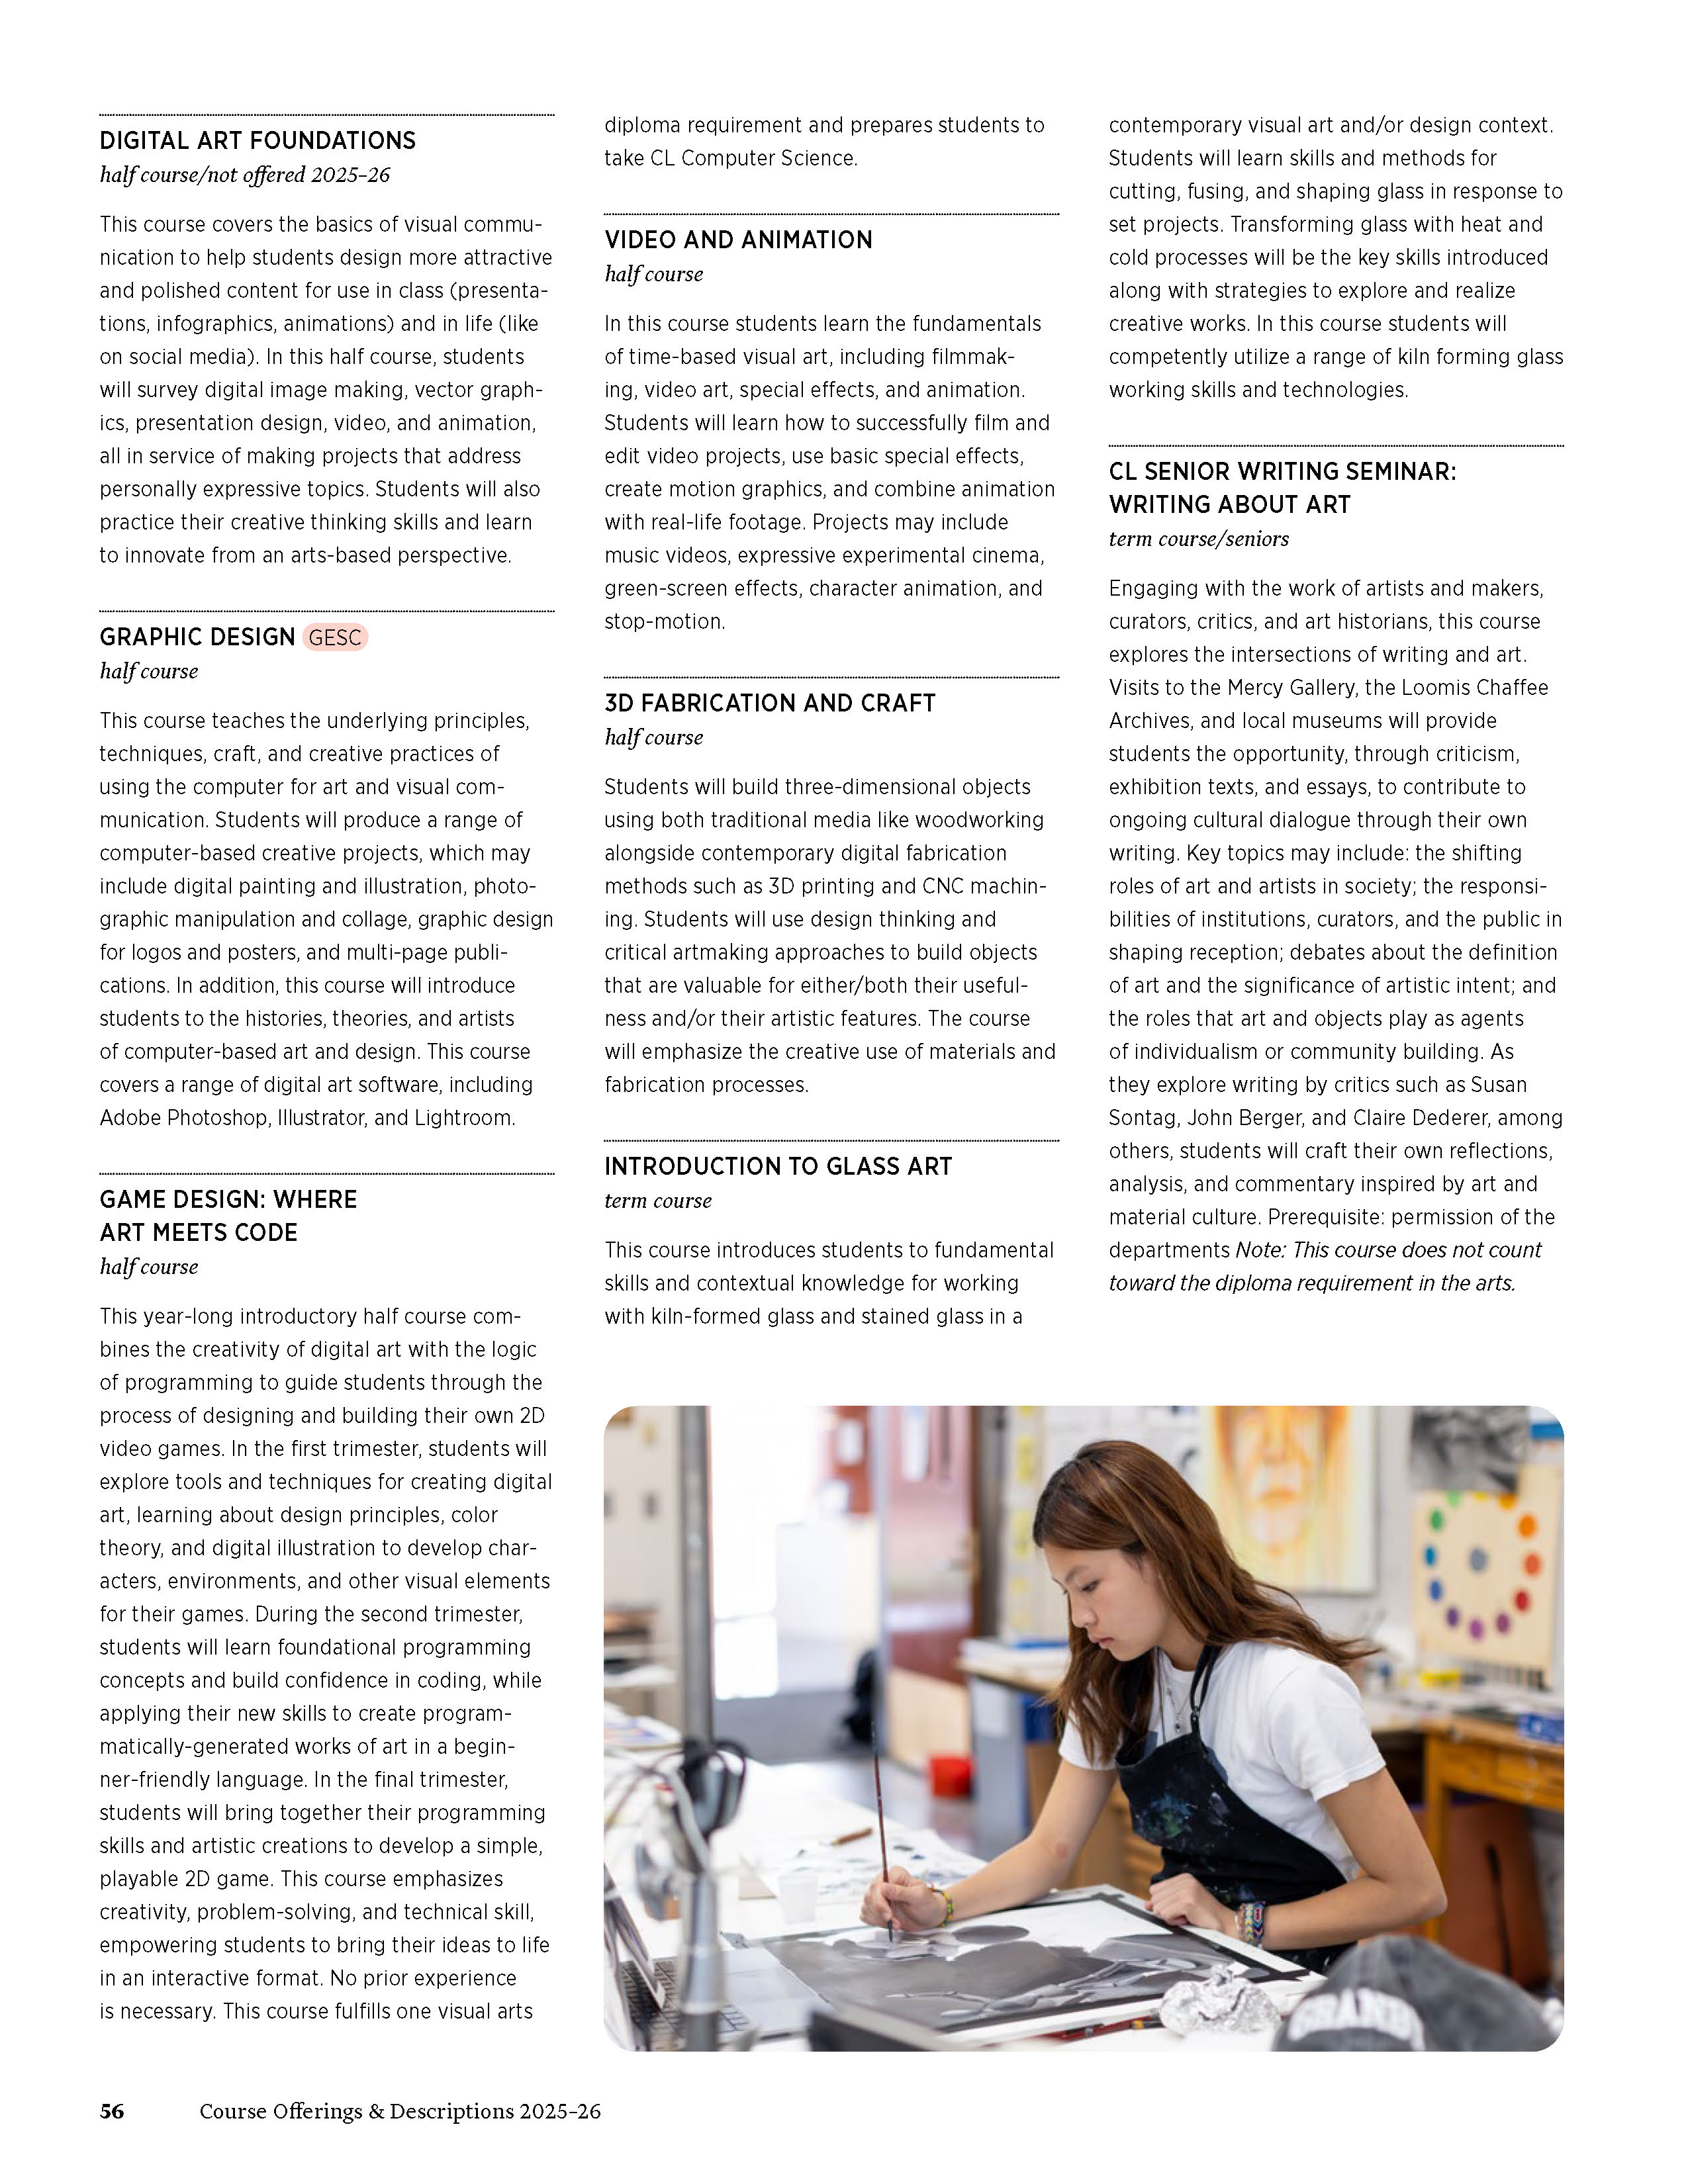 DIGITAL ART FOUNDATIONS
half course/not offered 2025–26
This course covers the basics of visual commu-
nication to help students design more attractive
and polished content for use in class (presenta-
tions, infographics, animations) and in life (like
on social media). In this half course, students
will survey digital image making, vector graph-
ics, presentation design, video, and animation,
all in service of making projects that address
personally expressive topics. Students will also
practice their creative thinking skills and learn
to innovate from an arts-based perspective.
GRAPHIC DESIGN GESC
half course
This course teaches the underlying principles,
techniques, craft, and creative practices of
using the computer for art and visual com-
munication. Students will produce a range of
computer-based creative projects, which may
include digital painting and illustration, photo-
graphic manipulation and collage, graphic design
for logos and posters, and multi-page publi-
cations. In addition, this course will introduce
students to the histories, theories, and artists
of computer-based art and design. This course
covers a range of digital art software, including
Adobe Photoshop, Illustrator, and Lightroom.
GAME DESIGN: WHERE
ART MEETS CODE
half course
This year-long introductory half course com-
bines the creativity of digital art with the logic
of programming to guide students through the
process of designing and building their own 2D
video games. In the first trimester, students will
explore tools and techniques for creating digital
art, learning about design principles, color
theory, and digital illustration to develop char-
acters, environments, and other visual elements
for their games. During the second trimester,
students will learn foundational programming
concepts and build confidence in coding, while
applying their new skills to create program-
matically-generated works of art in a begin-
ner-friendly language. In the final trimester,
students will bring together their programming
skills and artistic creations to develop a simple,
playable 2D game. This course emphasizes
creativity, problem-solving, and technical skill,
empowering students to bring their ideas to life
in an interactive format. No prior experience
is necessary. This course fulfills one visual arts
diploma requirement and prepares students to
take CL Computer Science.
VIDEO AND ANIMATION
half course
In this course students learn the fundamentals
of time-based visual art, including filmmak-
ing, video art, special effects, and animation.
Students will learn how to successfully film and
edit video projects, use basic special effects,
create motion graphics, and combine animation
with real-life footage. Projects may include
music videos, expressive experimental cinema,
green-screen effects, character animation, and
stop-motion.
3D FABRICATION AND CRAFT
half course
Students will build three-dimensional objects
using both traditional media like woodworking
alongside contemporary digital fabrication
methods such as 3D printing and CNC machin-
ing. Students will use design thinking and
critical artmaking approaches to build objects
that are valuable for either/both their useful-
ness and/or their artistic features. The course
will emphasize the creative use of materials and
fabrication processes.
INTRODUCTION TO GLASS ART
term course
This course introduces students to fundamental
skills and contextual knowledge for working
with kiln-formed glass and stained glass in a
contemporary visual art and/or design context.
Students will learn skills and methods for
cutting, fusing, and shaping glass in response to
set projects. Transforming glass with heat and
cold processes will be the key skills introduced
along with strategies to explore and realize
creative works. In this course students will
competently utilize a range of kiln forming glass
working skills and technologies.
CL SENIOR WRITING SEMINAR:
WRITING ABOUT ART
term course/seniors
Engaging with the work of artists and makers,
curators, critics, and art historians, this course
explores the intersections of writing and art.
Visits to the Mercy Gallery, the Loomis Chaffee
Archives, and local museums will provide
students the opportunity, through criticism,
exhibition texts, and essays, to contribute to
ongoing cultural dialogue through their own
writing. Key topics may include: the shifting
roles of art and artists in society; the responsi-
bilities of institutions, curators, and the public in
shaping reception; debates about the definition
of art and the significance of artistic intent; and
the roles that art and objects play as agents
of individualism or community building. As
they explore writing by critics such as Susan
Sontag, John Berger, and Claire Dederer, among
others, students will craft their own reflections,
analysis, and commentary inspired by art and
material culture. Prerequisite: permission of the
departments Note: This course does not count
toward the diploma requirement in the arts.
56 Course Offerings & Descriptions 2025–26